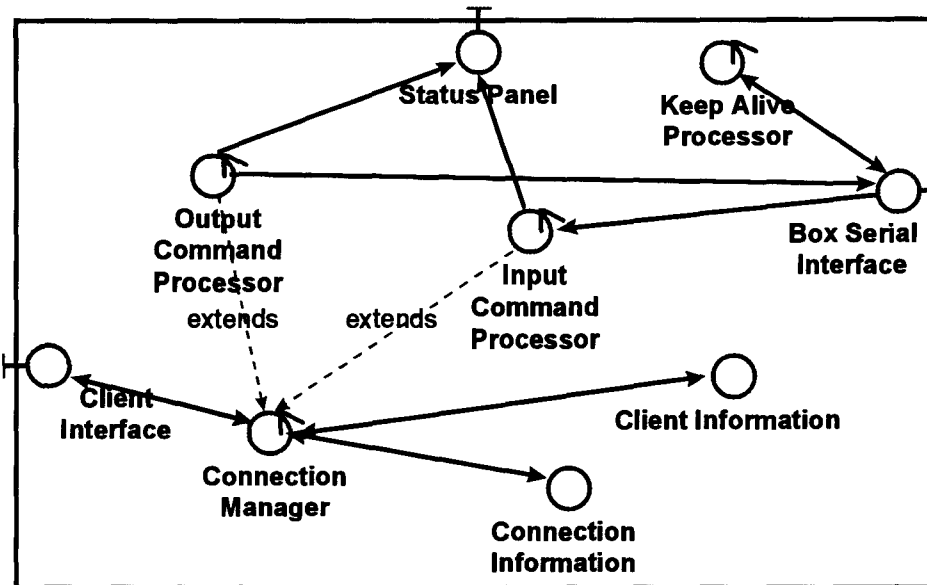 Status Panel
Keep Alive
Processor
Output
Command
Processor
Box Serial
Interface
Input
Command
Processor
extends
extends
Client
Interface
Client Information
Connection
Manager
Connection
Information